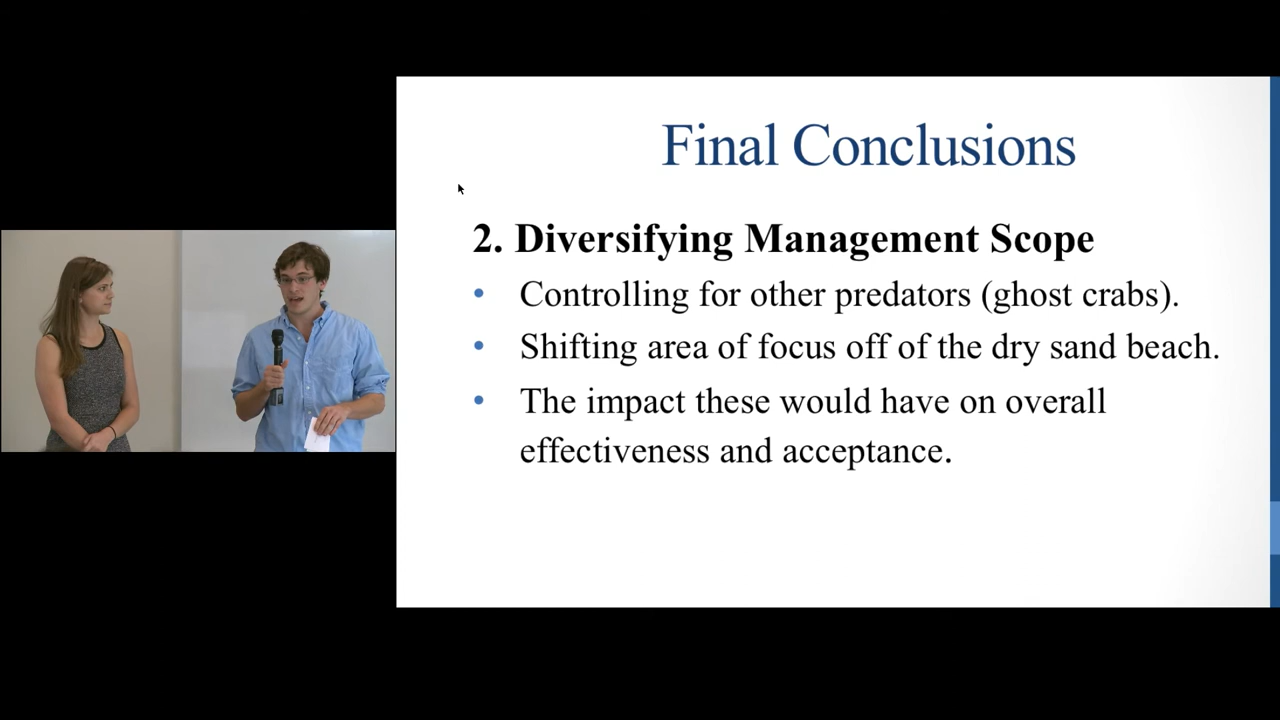 Final Conclusions
2. Diversifying Management Scope
• Controlling for other predators (ghost crabs).
• Shifting area of focus off of the dry sand beach.
• The impact these would have on overall
effectiveness and acceptance.